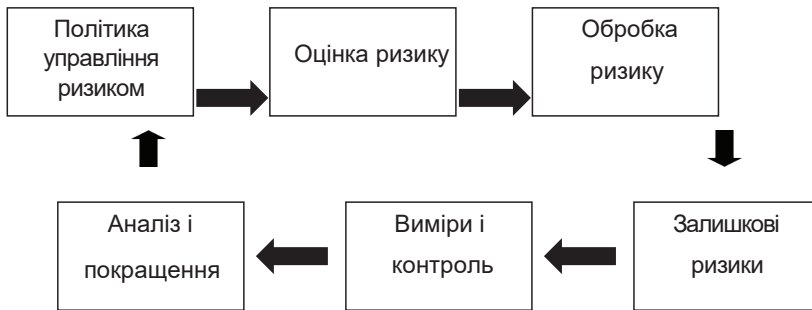 Політика
управління
ризиком
Оцінка ризику
Обробка
ризику
Аналіз і
покращення
Виміри і
контроль
Залишкові
ризики